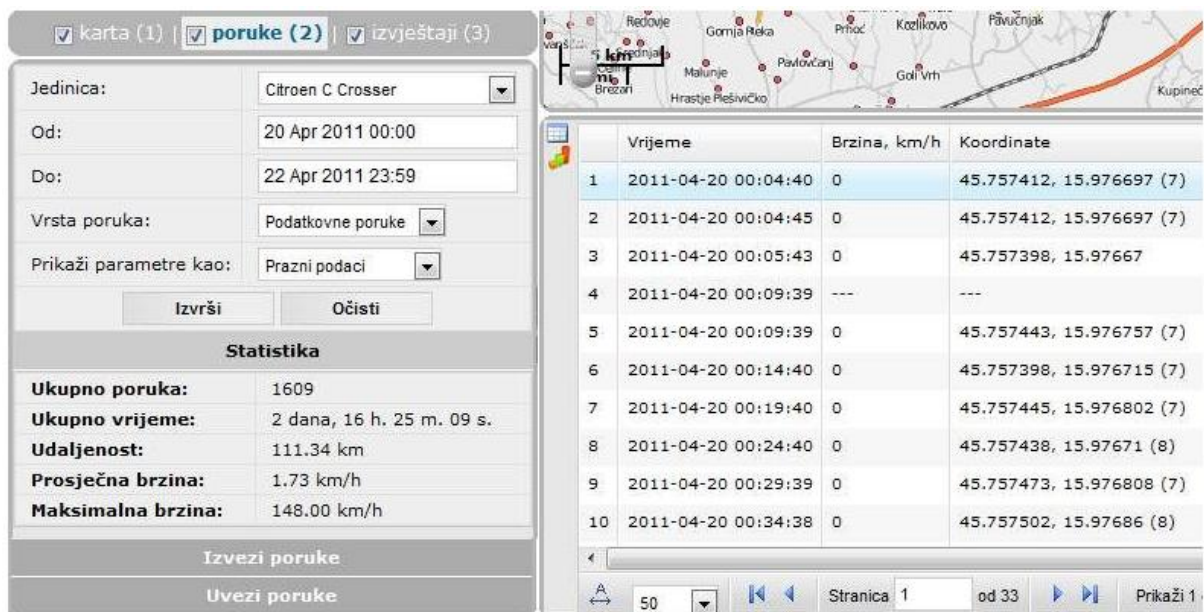 karta (1) | poruke (2) | izvještaji (3)
Jedinica: Citroen C Crosser
Od: 20 Apr 2011 00:00
Do: 22 Apr 2011 23:59
Vrsta poruka: Podatkovne poruke
Prikaži parametre kao: Prazni podaci
Izvrši Očisti
Statistika
Ukupno poruka: 1609
Ukupno vrijeme: 2 dana, 16 h. 25 m. 09 s.
Udaljenost: 111.34 km
Prosječna brzina: 1.73 km/h
Maksimalna brzina: 148.00 km/h
Izvezi poruke
Uvezi poruke
Redovje
Gornja Reka
Prhoć
Kozlikovo
Pavučnjak
5 km
mi
Brezari
Malunje
Pavlovčani
Goli Vrh
Hrastje Plešivičko
Kupineč
Vrijeme Brzina, km/h Koordinate
1 2011-04-20 00:04:40 0 45.757412, 15.976697 (7)
2 2011-04-20 00:04:45 0 45.757412, 15.976697 (7)
3 2011-04-20 00:05:43 0 45.757398, 15.97667
4 2011-04-20 00:09:39 --- ---
5 2011-04-20 00:09:39 0 45.757443, 15.976757 (7)
6 2011-04-20 00:14:40 0 45.757398, 15.976715 (7)
7 2011-04-20 00:19:40 0 45.757445, 15.976802 (7)
8 2011-04-20 00:24:40 0 45.757438, 15.97671 (8)
9 2011-04-20 00:29:39 0 45.757473, 15.976808 (7)
10 2011-04-20 00:34:38 0 45.757502, 15.97686 (8)
A 50 Stranica 1 od 33 Prikaži 1